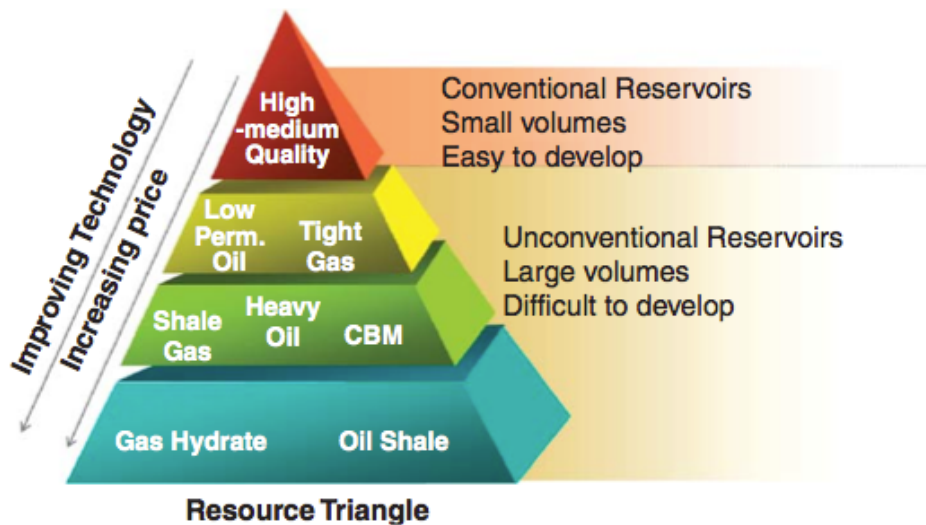 Improving Technology
Increasing price
High
-medium
Quality
Conventional Reservoirs
Small volumes
Easy to develop
Low
Perm.
Oil
Tight
Gas
Unconventional Reservoirs
Large volumes
Difficult to develop
Shale
Gas
Heavy
Oil
CBM
Gas Hydrate
Oil Shale
Resource Triangle